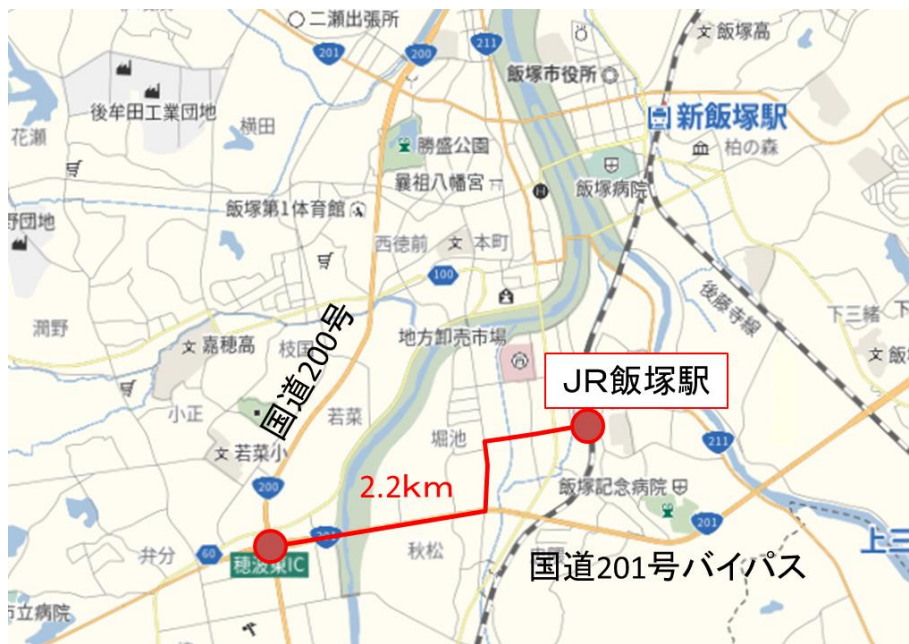 二瀬出張所
201
200
211
飯塚高
飯塚市役所
後牟田工業団地
横田
花瀬
新飯塚駅
勝盛公園
柏の森
曩祖八幡宮
飯塚病院
飯塚第1体育館
野団地
西徳前
本町
100
後藤寺線
下三緒
潤野
国道200号
地方卸売市場
嘉穂高
枝国
飯塚
JR飯塚駅
小正
若菜
堀池
若菜小
211
200
2.2km
飯塚記念病院
201
201
弁分
60
穂波東IC
秋松
国道201号バイパス
上三
市立病院